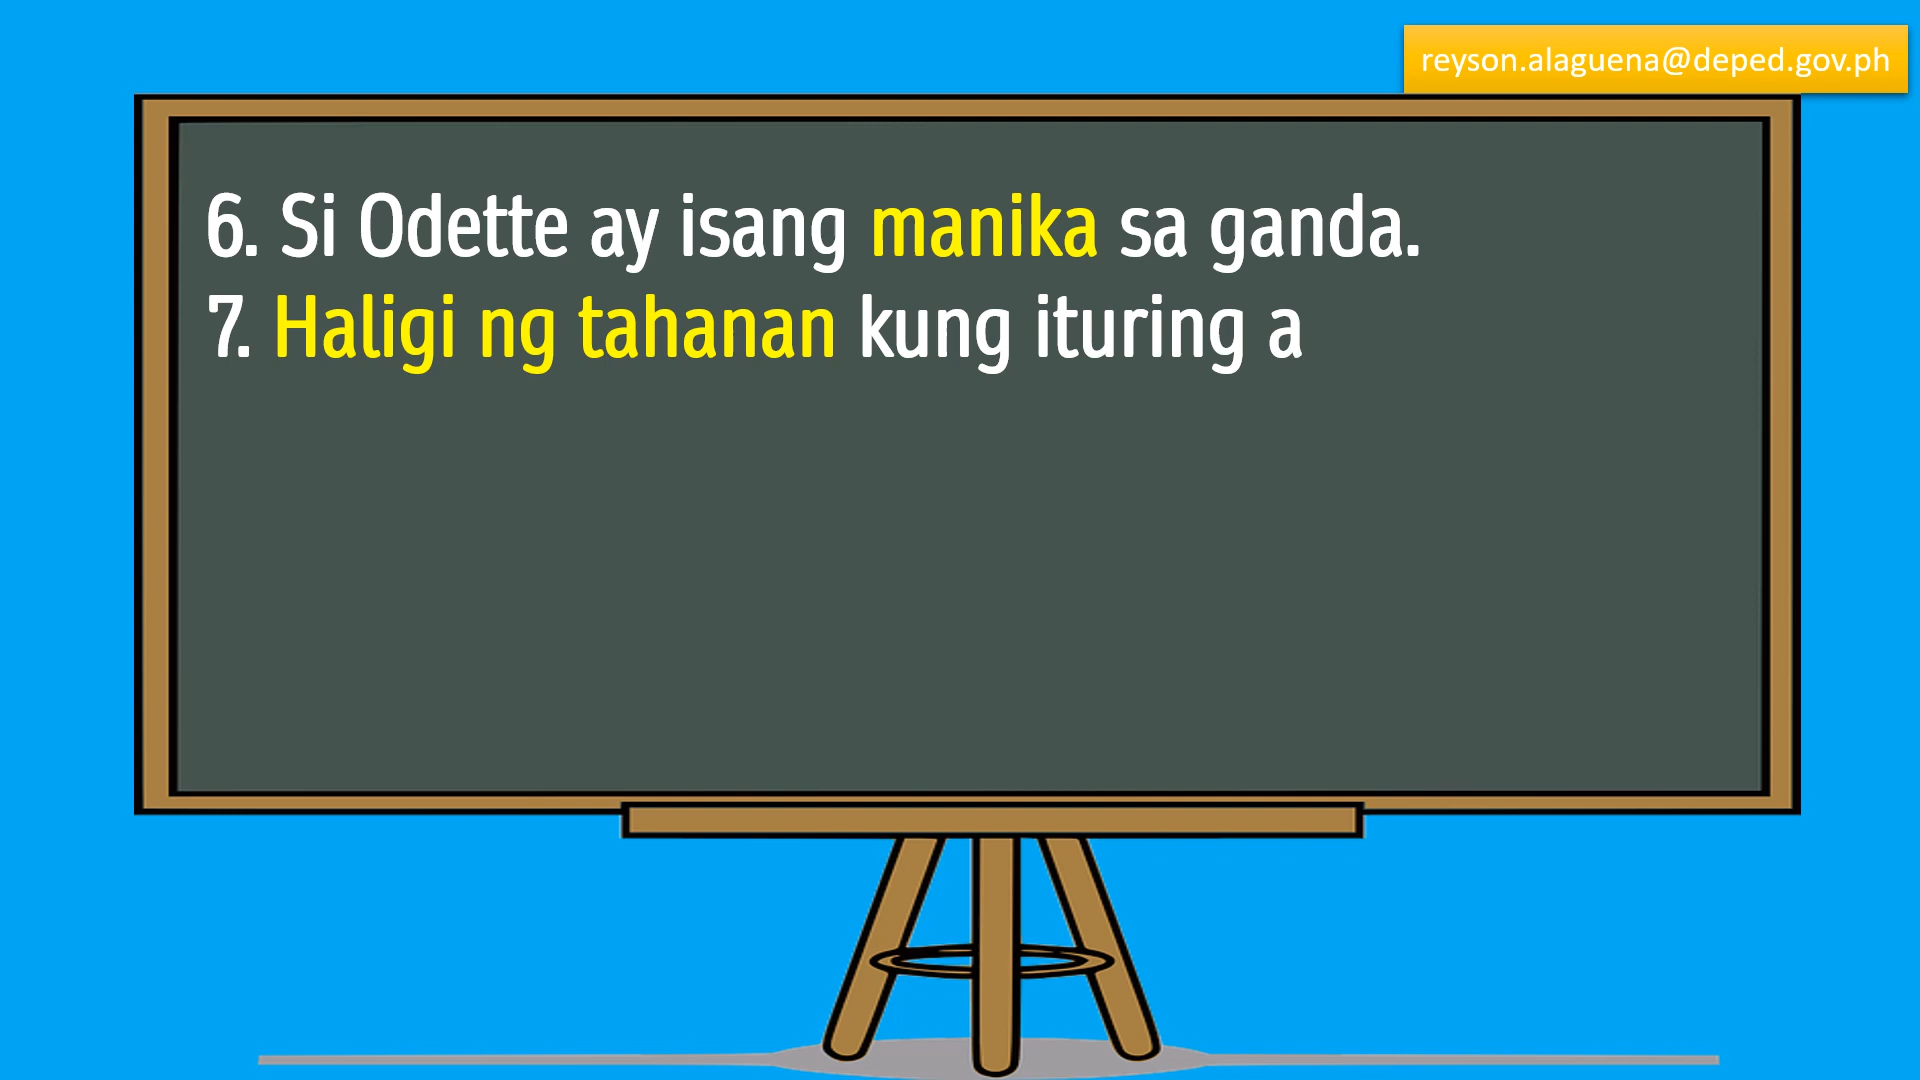 reyson.alaguena@deped.gov.ph
6. Si Odette ay isang manika sa ganda.
7. Haligi ng tahanan kung ituring a